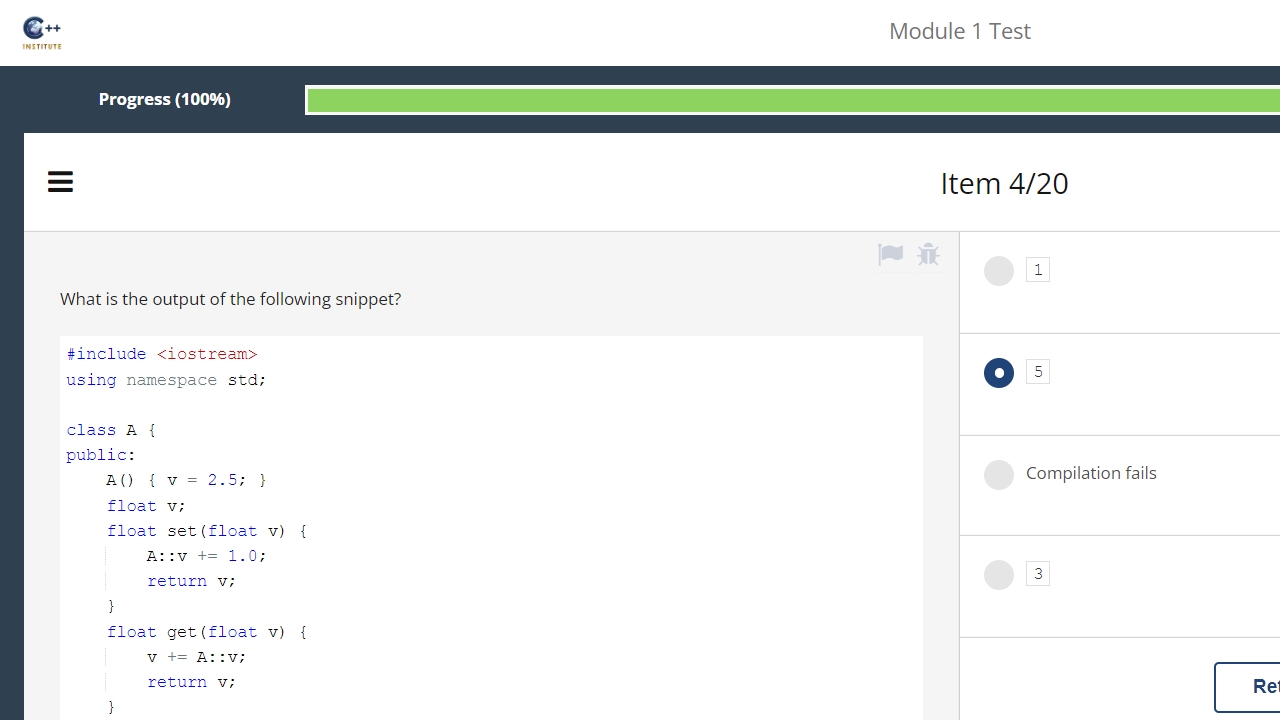 C++
INSTITUTE
Module 1 Test
Progress (100%)
Item 4/20
What is the output of the following snippet?
#include <iostream>
using namespace std;
class A {
public:
    A() { v = 2.5; }
    float v;
    float set(float v) {
        A::v += 1.0;
        return v;
    }
    float get(float v) {
        v += A::v;
        return v;
    }
1
5
Compilation fails
3
Ret